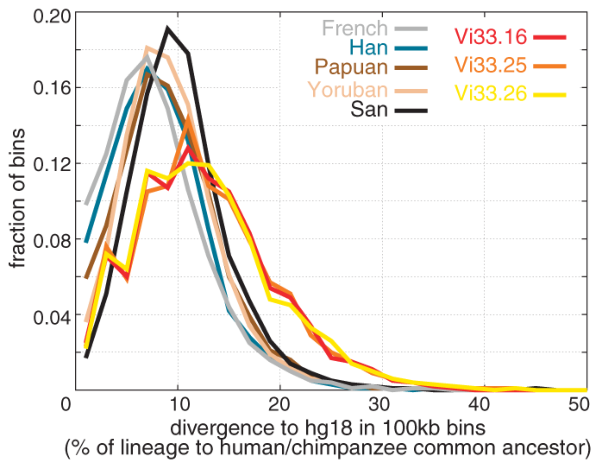 0.20
0.16
0.12
0.08
0.04
fraction of bins
French
Han
Papuan
Yoruban
San
Vi33.16
Vi33.25
Vi33.26
0 10 20 30 40 50
divergence to hg18 in 100kb bins
(% of lineage to human/chimpanzee common ancestor)